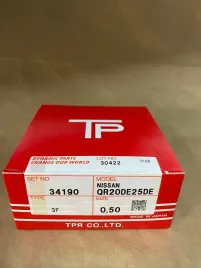 TP
DYNAMIC PARTS
CHANGE OUR WORLD
LOT NO
30422
SET NO
34190
MODEL
NISSAN
QR20DE25DE
TYPE
3F
SIZE
0.50
TPR CO.,LTD.